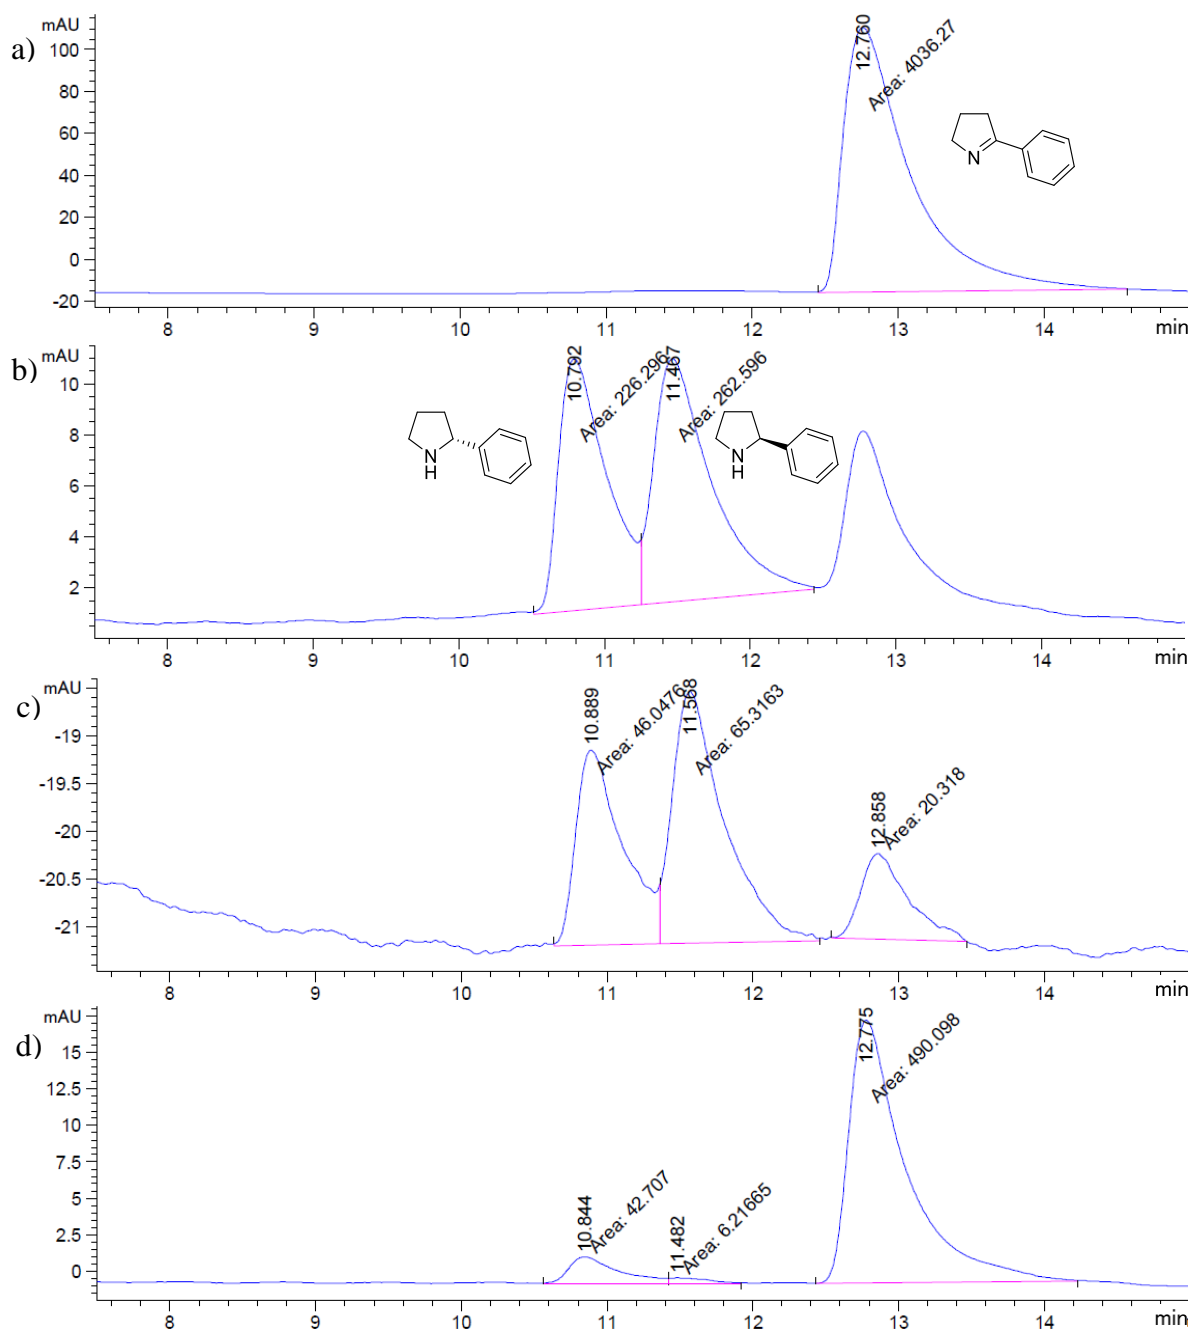 a)
mAU
100
80
60
40
20
0
-20
12.760
Area: 4036.27
N
8 9 10 11 12 13 14 min
b)
mAU
10
8
6
4
2
10.792
Area: 226.296
11.467
Area: 262.596
N
H
N
H
8 9 10 11 12 13 14 min
c)
mAU
-19
-19.5
-20
-20.5
-21
10.889
Area: 46.0476
11.568
Area: 65.3163
12.858
Area: 20.318
8 9 10 11 12 13 14 min
d)
mAU
15
12.5
10
7.5
5
2.5
0
10.844
Area: 42.707
11.482
Area: 6.21665
12.775
Area: 490.098
8 9 10 11 12 13 14 min